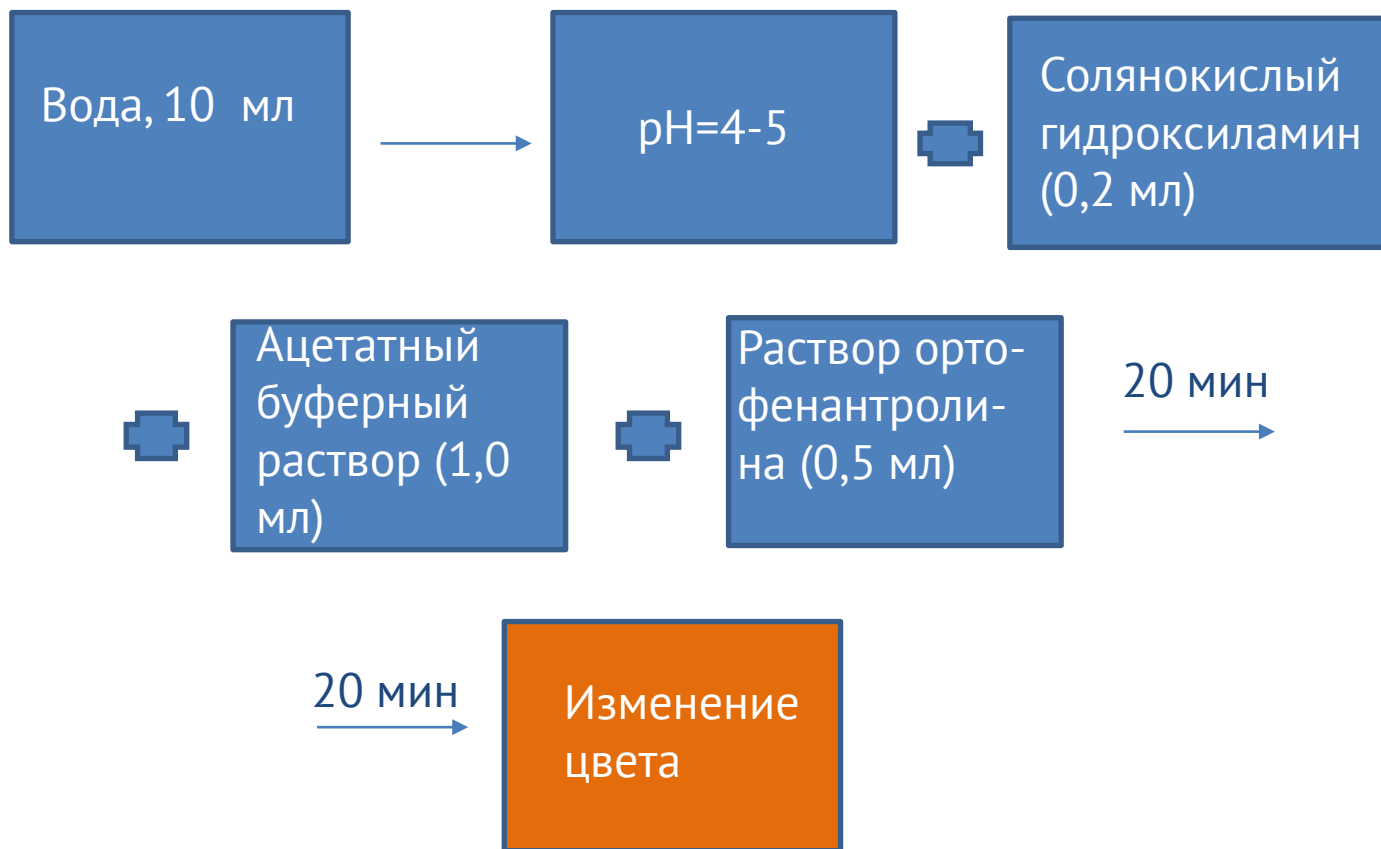 Вода, 10 мл
pH=4-5
Солянокислый
гидроксиламин
(0,2 мл)
Ацетатный
буферный
раствор (1,0
мл)
Раствор орто-
фенантроли-
на (0,5 мл)
20 мин
20 мин
Изменение
цвета